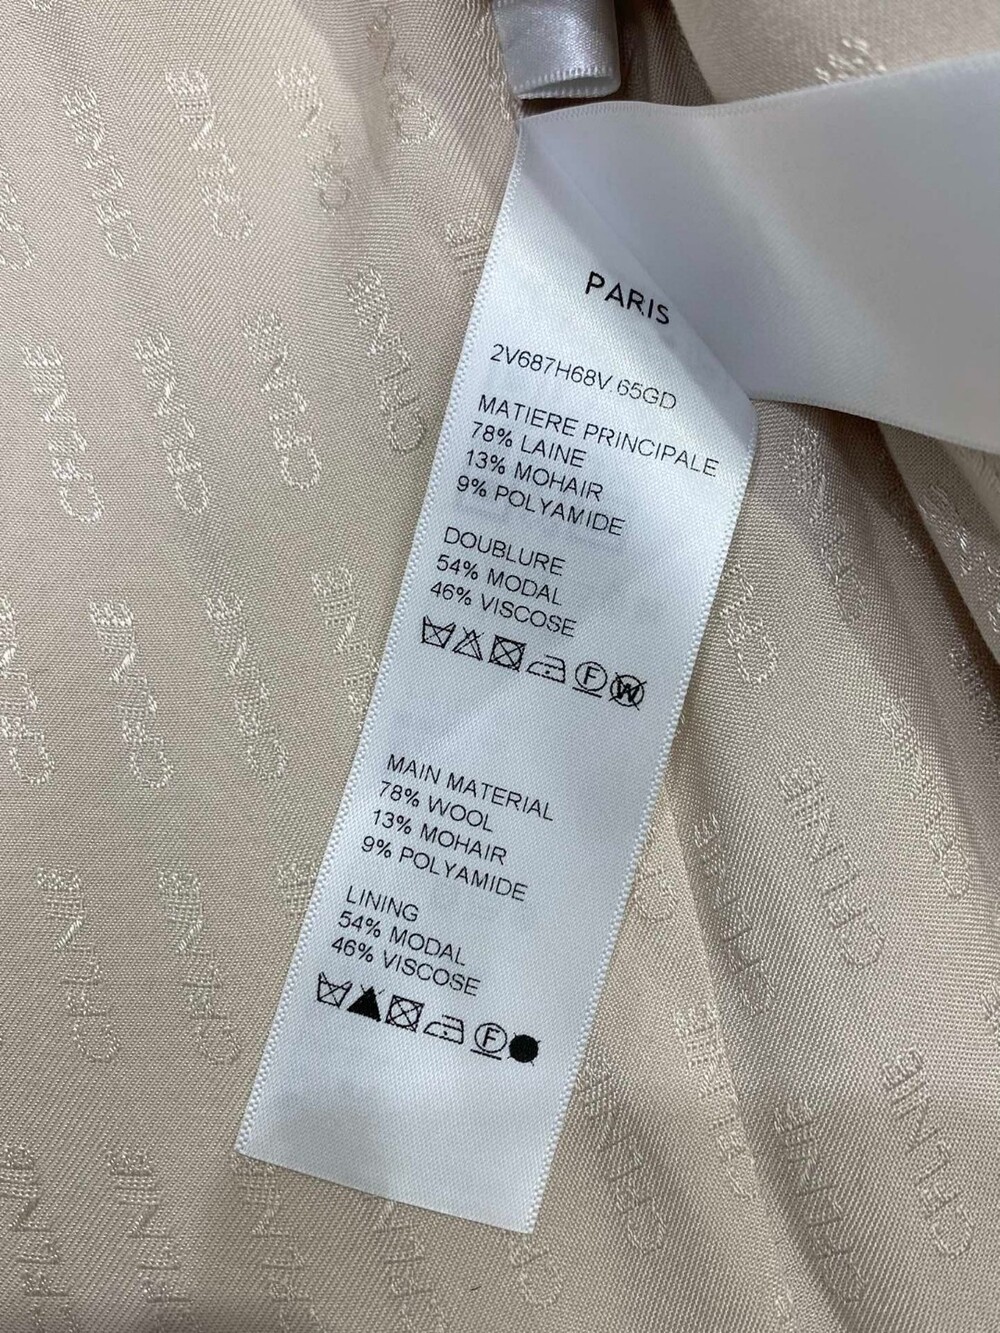 PARIS
2V687H68V.65GD
MATIERE PRINCIPALE
78% LAINE
13% MOHAIR
9% POLYAMIDE
DOUBLURE
54% MODAL
46% VISCOSE
F W
MAIN MATERIAL
78% WOOL
13% MOHAIR
9% POLYAMIDE
LINING
54% MODAL
46% VISCOSE
F